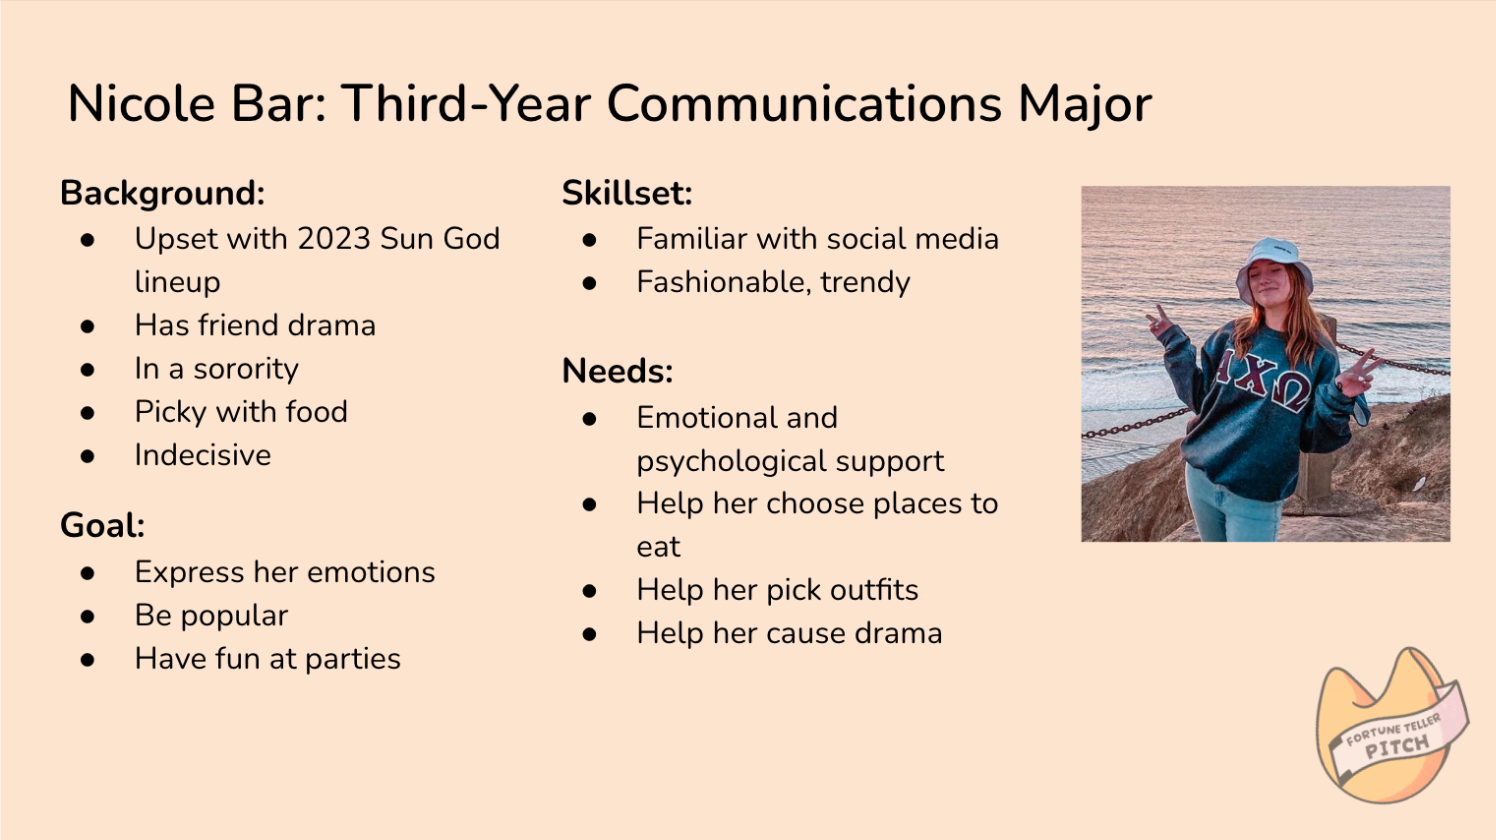 Nicole Bar: Third-Year Communications Major
Background:
● Upset with 2023 Sun God
lineup
● Has friend drama
● In a sorority
● Picky with food
● Indecisive
Goal:
● Express her emotions
● Be popular
● Have fun at parties
Skillset:
● Familiar with social media
● Fashionable, trendy
Needs:
● Emotional and
psychological support
● Help her choose places to
eat
● Help her pick outfits
● Help her cause drama
ΑΧΩ
FORTUNE TELLER
PITCH